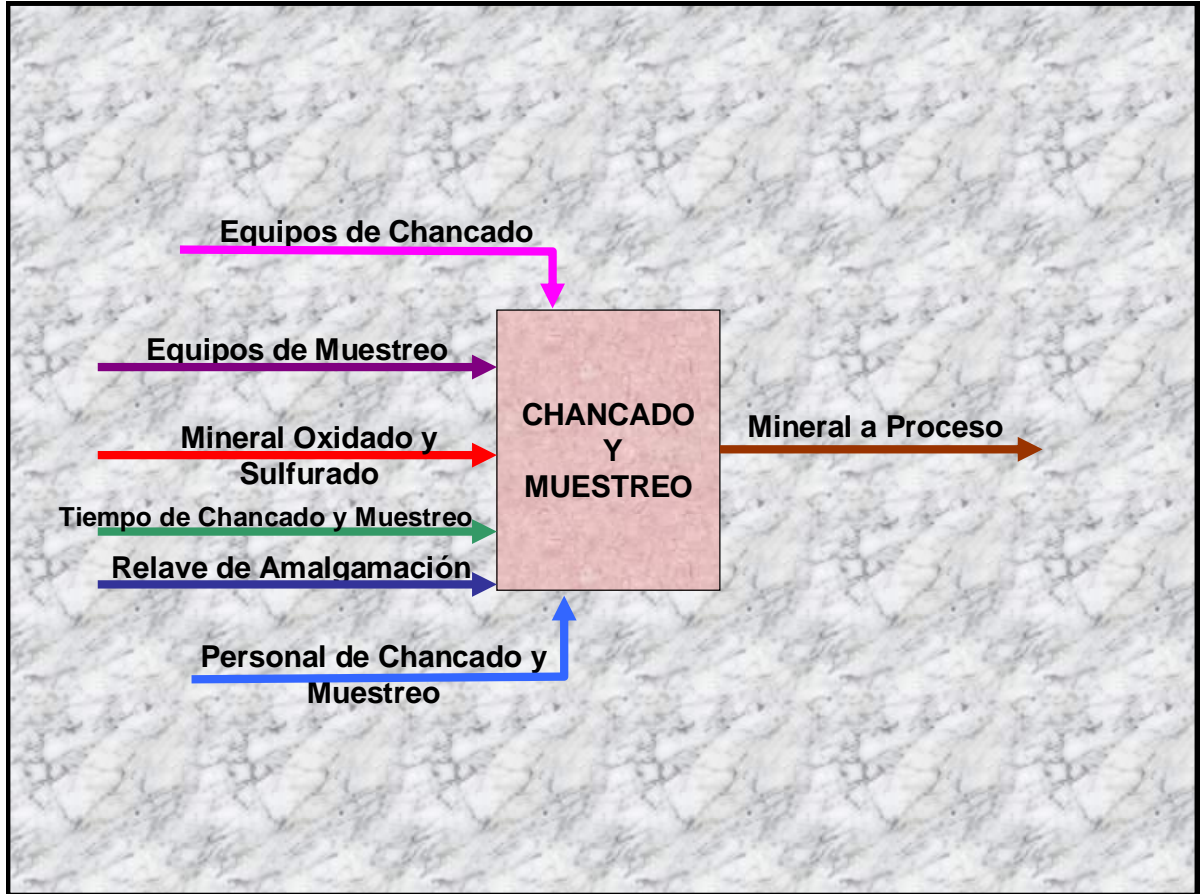 Equipos de Chancado
Equipos de Muestreo
Mineral Oxidado y
Sulfurado
Tiempo de Chancado y Muestreo
Relave de Amalgamación
Personal de Chancado y
Muestreo
CHANCADO
Y
MUESTREO
Mineral a Proceso